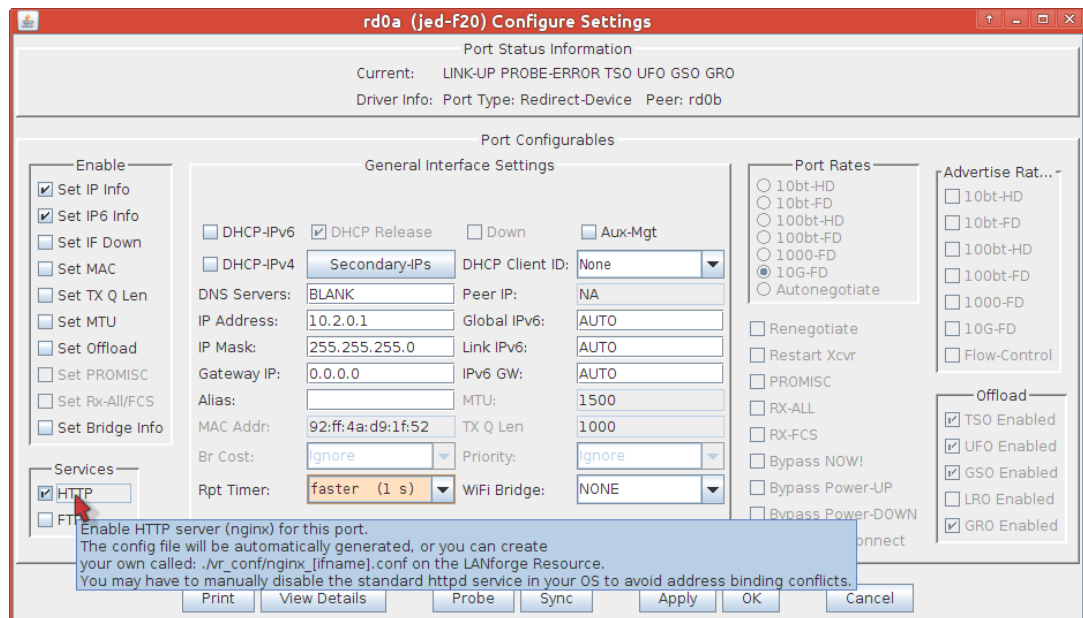 rd0a (jed-f20) Configure Settings
Port Status Information
Current: LINK-UP PROBE-ERROR TSO UFO GSO GRO
Driver Info: Port Type: Redirect-Device Peer: rd0b
Port Configurables
Enable
Set IP Info
Set IP6 Info
Set IF Down
Set MAC
Set TX Q Len
Set MTU
Set Offload
Set PROMISC
Set Rx-All/FCS
Set Bridge Info
Services
HTTP
General Interface Settings
DHCP-IPv6 DHCP Release Down Aux-Mgt
DHCP-IPv4 Secondary-IPs DHCP Client ID: None
DNS Servers: BLANK Peer IP: NA
IP Address: 10.2.0.1 Global IPv6: AUTO
IP Mask: 255.255.255.0 Link IPv6: AUTO
Gateway IP: 0.0.0.0 IPv6 GW: AUTO
Alias: MTU: 1500
MAC Addr: 92:ff:4a:d9:1f:52 TX Q Len 1000
Br Cost: Ignore Priority: Ignore
Rpt Timer: faster (1 s) WiFi Bridge: NONE
Port Rates
10bt-HD
10bt-FD
100bt-HD
100bt-FD
1000-FD
10G-FD
Autonegotiate
Renegotiate
Restart Xcvr
PROMISC
RX-ALL
RX-FCS
Bypass NOW!
Bypass Power-UP
Bypass Power-DOWN
Advertise Rat...
10bt-HD
10bt-FD
100bt-HD
100bt-FD
1000-FD
10G-FD
Flow-Control
Offload
TSO Enabled
UFO Enabled
GSO Enabled
LRO Enabled
GRO Enabled
Enable HTTP server (nginx) for this port.
The config file will be automatically generated, or you can create
your own called: ./vr_conf/nginx_[ifname].conf on the LANforge Resource.
You may have to manually disable the standard httpd service in your OS to avoid address binding conflicts.
Print View Details Probe Sync Apply OK Cancel